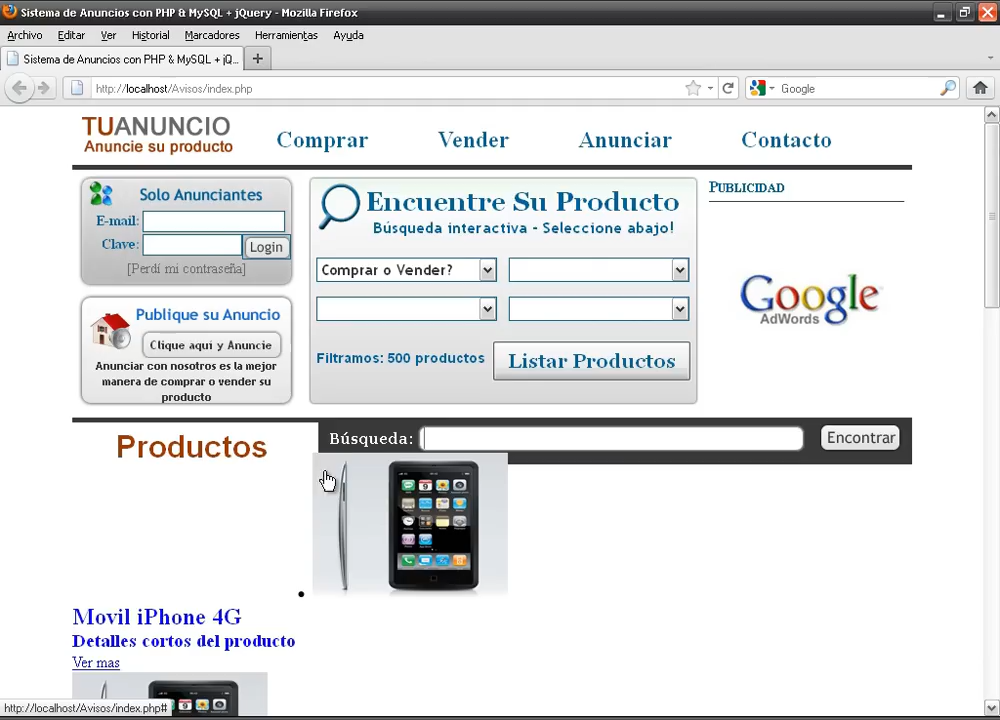 Sistema de Anuncios con PHP & MySQL + jQuery - Mozilla Firefox
Archivo Editar Ver Historial Marcadores Herramientas Ayuda
Sistema de Anuncios con PHP & MySQL + jQ...
http://localhost/Avisos/index.php
Google
TUANUNCIO
Anuncie su producto
Comprar Vender Anunciar Contacto
Solo Anunciantes
E-mail:
Clave:
Login
[Perdí mi contraseña]
Publique su Anuncio
Clique aqui y Anuncie
Anunciar con nosotros es la mejor
manera de comprar o vender su
producto
Encuentre Su Producto
Búsqueda interactiva - Seleccione abajo!
Comprar o Vender?
Filtramos: 500 productos
Listar Productos
Publicidad
Google
AdWords
Productos
Búsqueda:
Encontrar
Movil iPhone 4G
Detalles cortos del producto
Ver mas
http://localhost/Avisos/index.php#